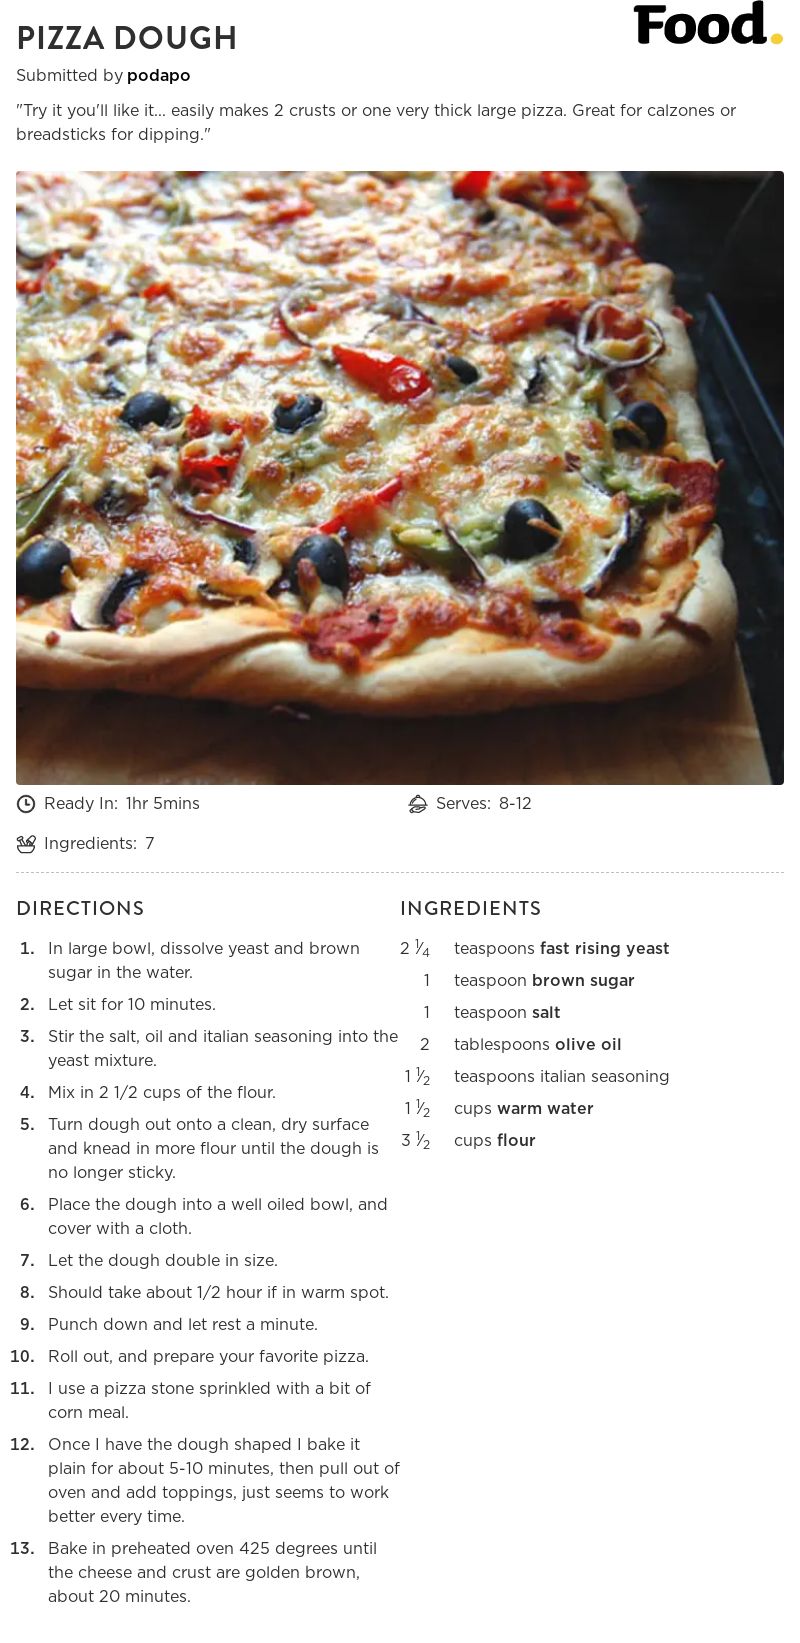 PIZZA DOUGH
Food.
Submitted by podapo
"Try it you'll like it... easily makes 2 crusts or one very thick large pizza. Great for calzones or
breadsticks for dipping."
Ready In: 1hr 5mins
Serves: 8-12
Ingredients: 7
DIRECTIONS
1. In large bowl, dissolve yeast and brown
sugar in the water.
2. Let sit for 10 minutes.
3. Stir the salt, oil and italian seasoning into the
yeast mixture.
4. Mix in 2 1/2 cups of the flour.
5. Turn dough out onto a clean, dry surface
and knead in more flour until the dough is
no longer sticky.
6. Place the dough into a well oiled bowl, and
cover with a cloth.
7. Let the dough double in size.
8. Should take about 1/2 hour if in warm spot.
9. Punch down and let rest a minute.
10. Roll out, and prepare your favorite pizza.
11. I use a pizza stone sprinkled with a bit of
corn meal.
12. Once I have the dough shaped I bake it
plain for about 5-10 minutes, then pull out of
oven and add toppings, just seems to work
better every time.
13. Bake in preheated oven 425 degrees until
the cheese and crust are golden brown,
about 20 minutes.
INGREDIENTS
2 1⁄4 teaspoons fast rising yeast
1 teaspoon brown sugar
1 teaspoon salt
2 tablespoons olive oil
1 1⁄2 teaspoons italian seasoning
1 1⁄2 cups warm water
3 1⁄2 cups flour